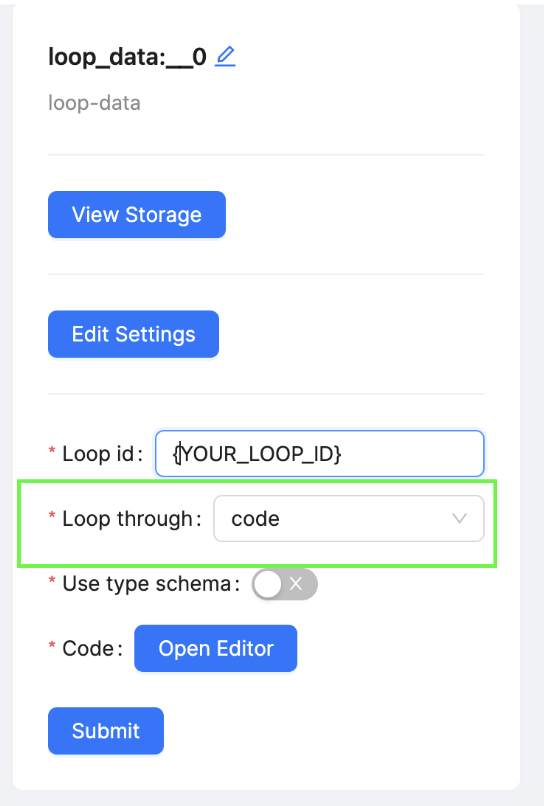 loop_data:__0
loop-data
View Storage
Edit Settings
* Loop id : {YOUR_LOOP_ID}
* Loop through : code
* Use type schema :
* Code : Open Editor
Submit